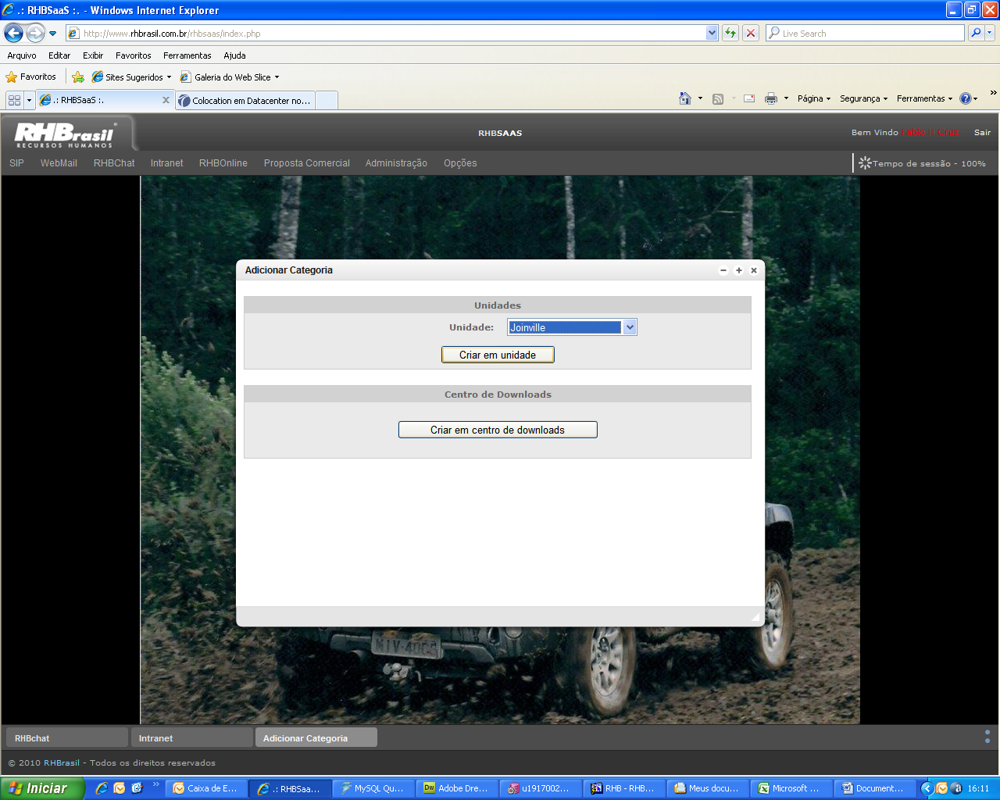 .: RHBSaaS :. - Windows Internet Explorer
http://www.rhbrasil.com.br/rhbsaas/index.php
Live Search
Arquivo Editar Exibir Favoritos Ferramentas Ajuda
Favoritos Sites Sugeridos Galeria do Web Slice
.: RHBSaaS :. Colocation em Datacenter no... Página Segurança Ferramentas
RHBrasil
RECURSOS HUMANOS
RHBSAAS
Bem Vindo Fabio H Cruz Sair
SIP WebMail RHBChat Intranet RHBOnline Proposta Comercial Administração Opções
Tempo de sessão - 100%
Adicionar Categoria
Unidades
Unidade: Joinville
Criar em unidade
Centro de Downloads
Criar em centro de downloads
RHBchat Intranet Adicionar Categoria
© 2010 RHBrasil - Todos os direitos reservados
Iniciar Caixa de E... .: RHBSaa... MySQL Qu... Adobe Dre... u1917002... RHB - RHB... Meus docu... Microsoft ... Document... 16:11